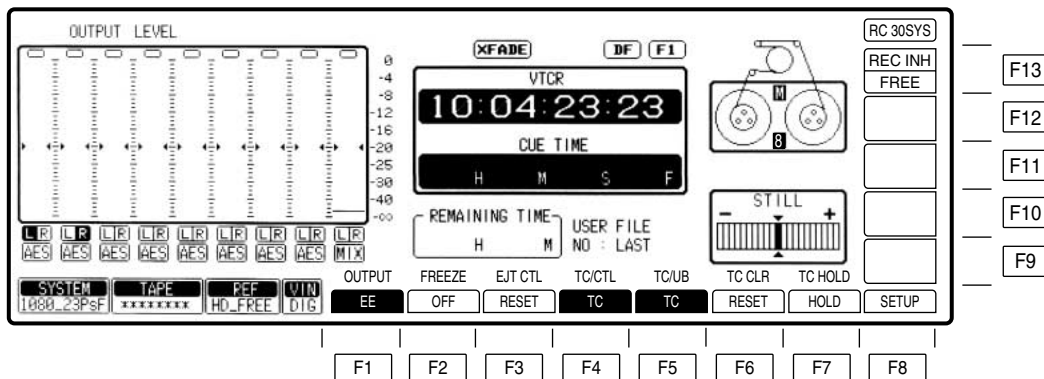 OUTPUT LEVEL
0
-4
-8
-12
-16
-20
-25
-30
-40
-∞
L R L R L R L R L R L R L R L R
AES AES AES AES AES AES AES MIX
XFADE DF F1
VTCR
10:04:23:23
CUE TIME
H M S F
REMAINING TIME
H M
USER FILE
NO : LAST
M
8
STILL
- +
RC 30SYS
REC INH
FREE
F13
F12
F11
F10
F9
SYSTEM TAPE REF VIN
1080_23PsF ******** HD_FREE DIG
OUTPUT FREEZE EJT CTL TC/CTL TC/UB TC CLR TC HOLD
EE OFF RESET TC TC RESET HOLD SETUP
F1 F2 F3 F4 F5 F6 F7 F8